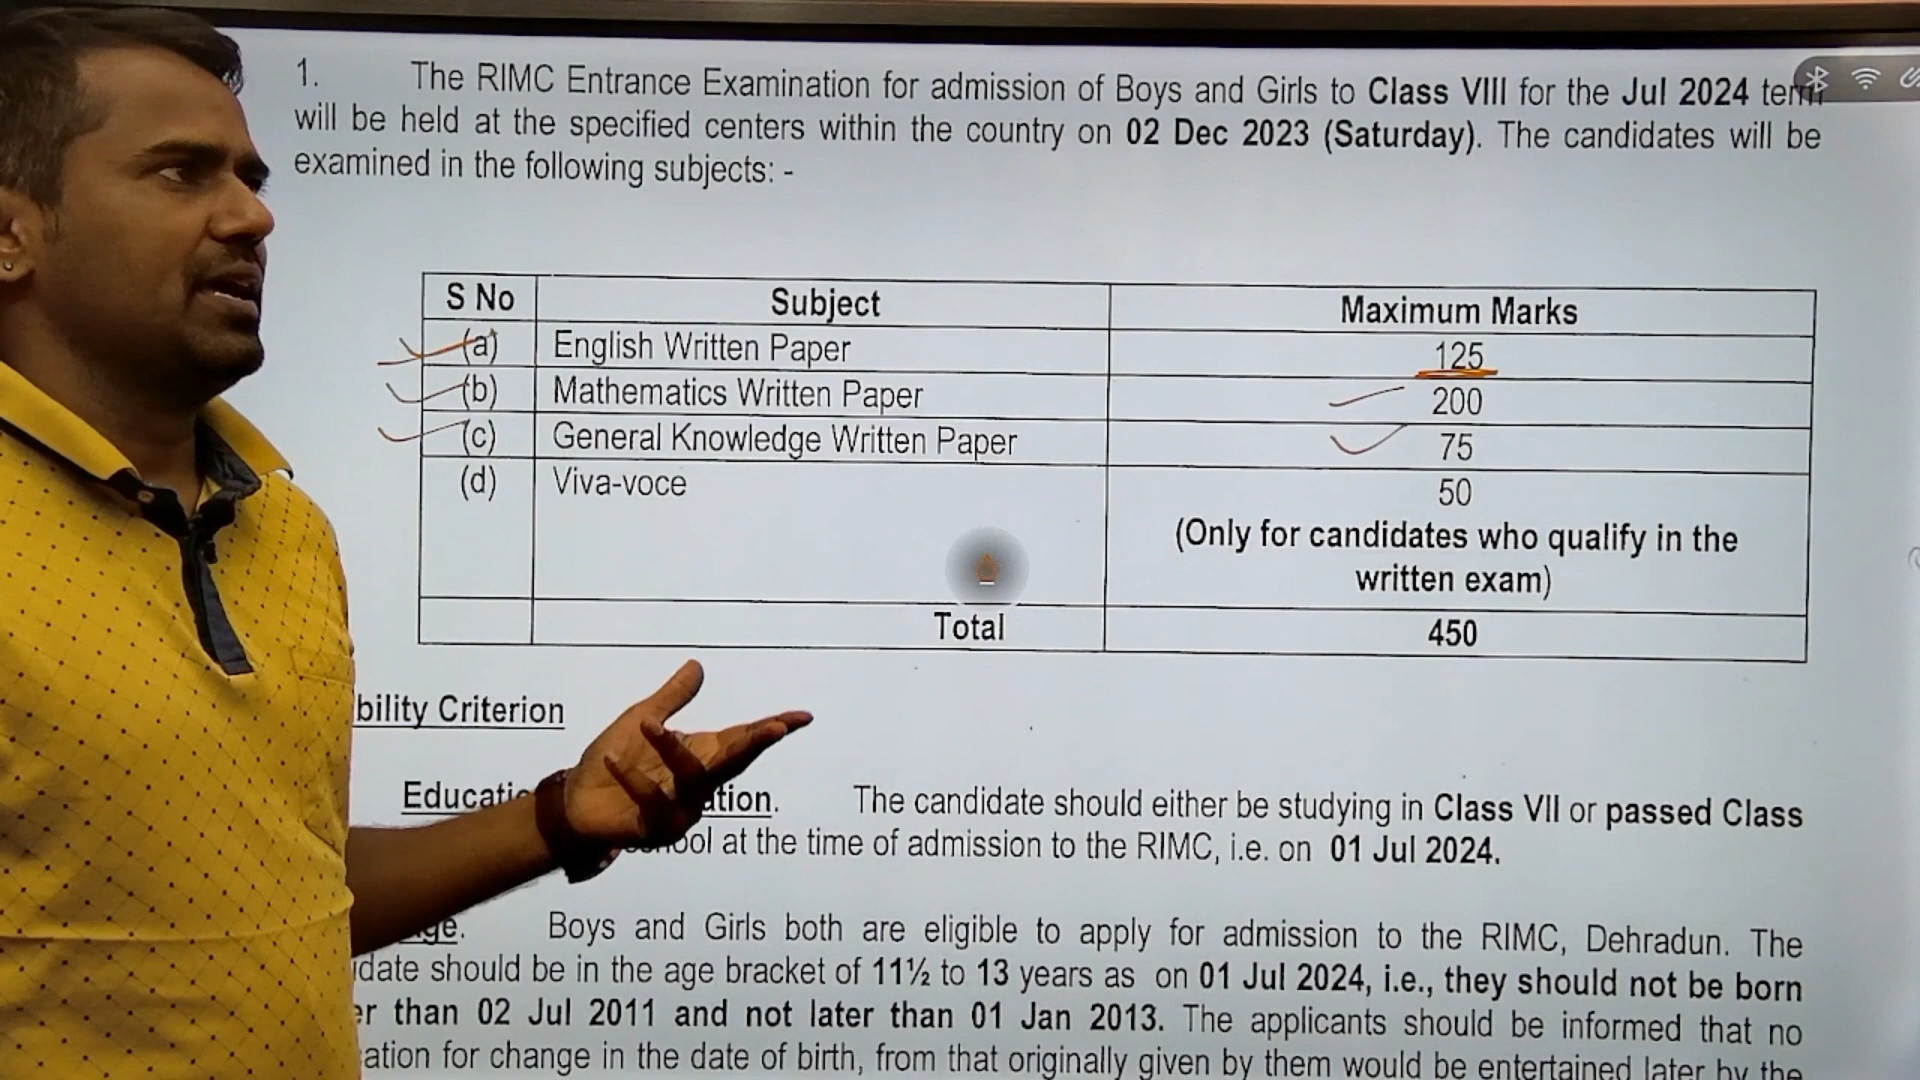 1. The RIMC Entrance Examination for admission of Boys and Girls to Class VIII for the Jul 2024 term
will be held at the specified centers within the country on 02 Dec 2023 (Saturday). The candidates will be
examined in the following subjects: -
S No Subject Maximum Marks
(a) English Written Paper 125
(b) Mathematics Written Paper 200
(c) General Knowledge Written Paper 75
(d) Viva-voce 50
(Only for candidates who qualify in the
written exam)
Total 450
bility Criterion
The candidate should either be studying in Class VII or passed Class
at the time of admission to the RIMC, i.e. on 01 Jul 2024.
Boys and Girls both are eligible to apply for admission to the RIMC, Dehradun. The
idate should be in the age bracket of 11½ to 13 years as on 01 Jul 2024, i.e., they should not be born
er than 02 Jul 2011 and not later than 01 Jan 2013. The applicants should be informed that no
ation for change in the date of birth, from that originally given by them would be entertained later by the